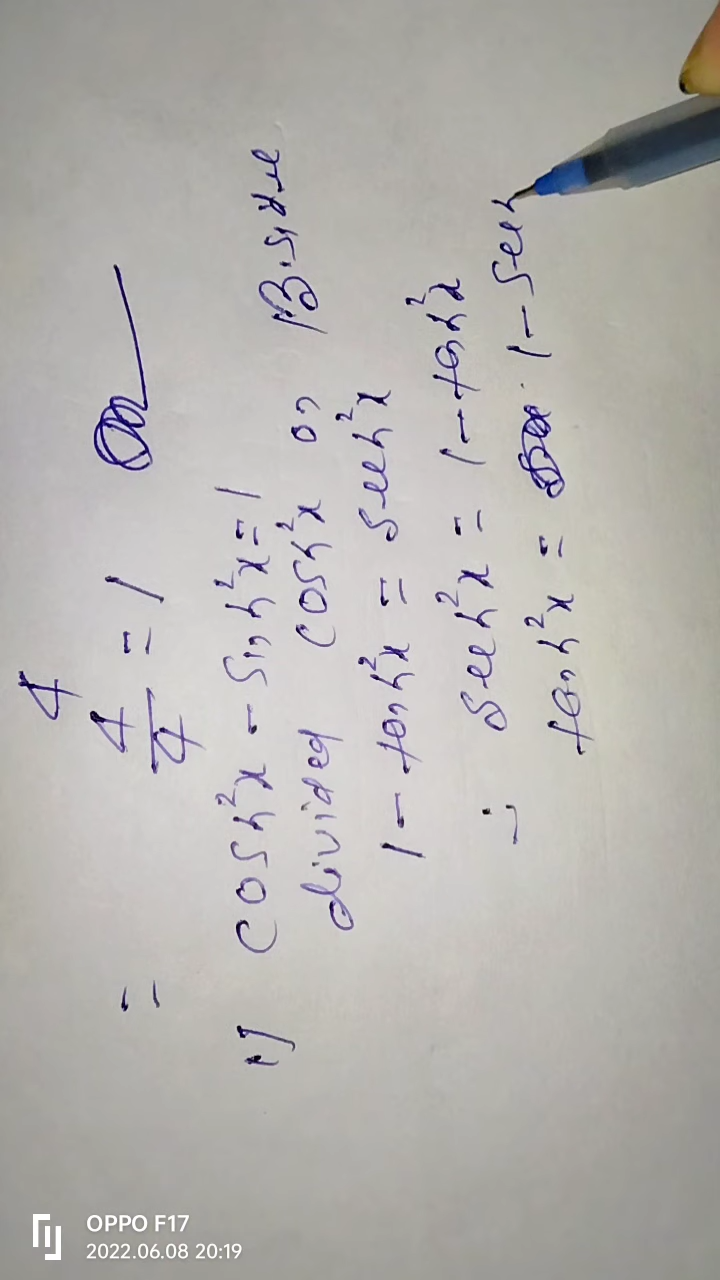 4
= 4/4 = 1
1] cosh²x - sinh²x = 1
divided cosh²x on B. side
1 - tanh²x = sech²x
∴ sech²x = 1 - tanh²x
tanh²x = 1 - sech
OPPO F17
2022.06.08 20:19